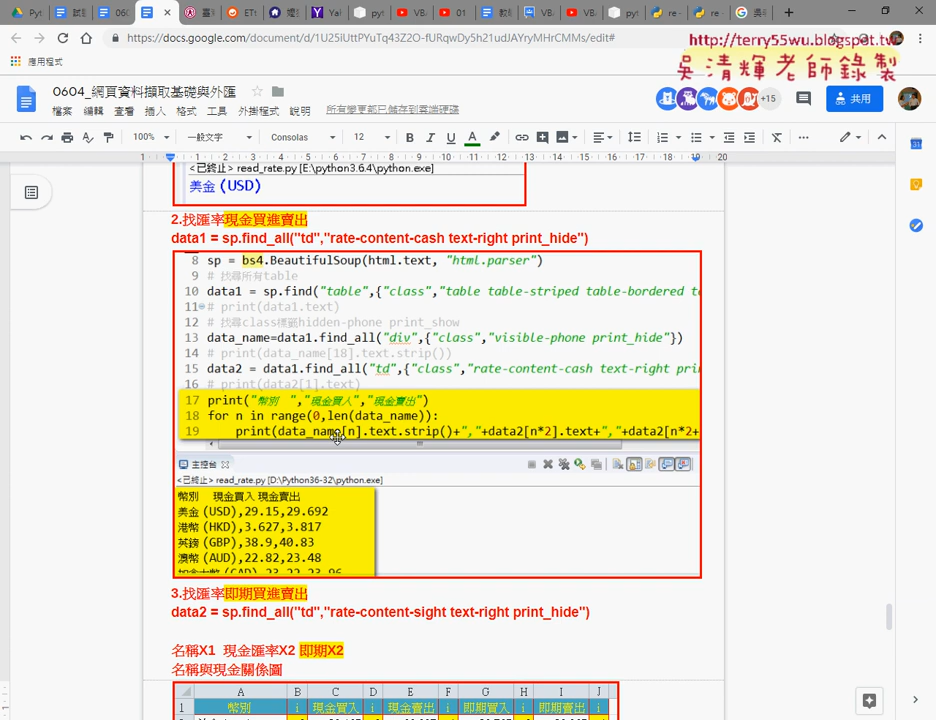 https://docs.google.com/document/d/1U25iUttPYuTq43Z2O-fURqwDy5h21udJAYryMHrCMMs/edit#
http://terry55wu.blogspot.tw
吳清輝老師錄製
應用程式
0604_網頁資料擷取基礎與外匯
檔案 編輯 查看 插入 格式 工具 外掛程式 說明 所有變更都已儲存到雲端硬碟
+15
共用
100% 一般文字 Consolas 12
<已終止> read_rate.py [E:\python3.6.4\python.exe]
美金 (USD)
2.找匯率現金買進賣出
data1 = sp.find_all("td","rate-content-cash text-right print_hide")
8 sp = bs4.BeautifulSoup(html.text, "html.parser")
9 # 找尋所有table
10 data1 = sp.find("table",{"class","table table-striped table-bordered t
11 # print(data1.text)
12 # 找尋class標籤hidden-phone print_show
13 data_name=data1.find_all("div",{"class","visible-phone print_hide"})
14 # print(data_name[18].text.strip())
15 data2 = data1.find_all("td",{"class","rate-content-cash text-right pri
16 # print(data2[1].text)
17 print("幣別 ","現金買入","現金賣出")
18 for n in range(0,len(data_name)):
19 print(data_name[n].text.strip()+","+data2[n*2].text+","+data2[n*2+
主控台
<已終止> read_rate.py [D:\Python36-32\python.exe]
幣別 現金買入 現金賣出
美金 (USD),29.15,29.692
港幣 (HKD),3.627,3.817
英鎊 (GBP),38.9,40.83
澳幣 (AUD),22.82,23.48
3.找匯率即期買進賣出
data2 = sp.find_all("td","rate-content-sight text-right print_hide")
名稱X1 現金匯率X2 即期X2
名稱與現金關係圖
A B C D E F G H I J
1 幣別 i 現金買入 i 現金賣出 i 即期買入 i 即期賣出 i